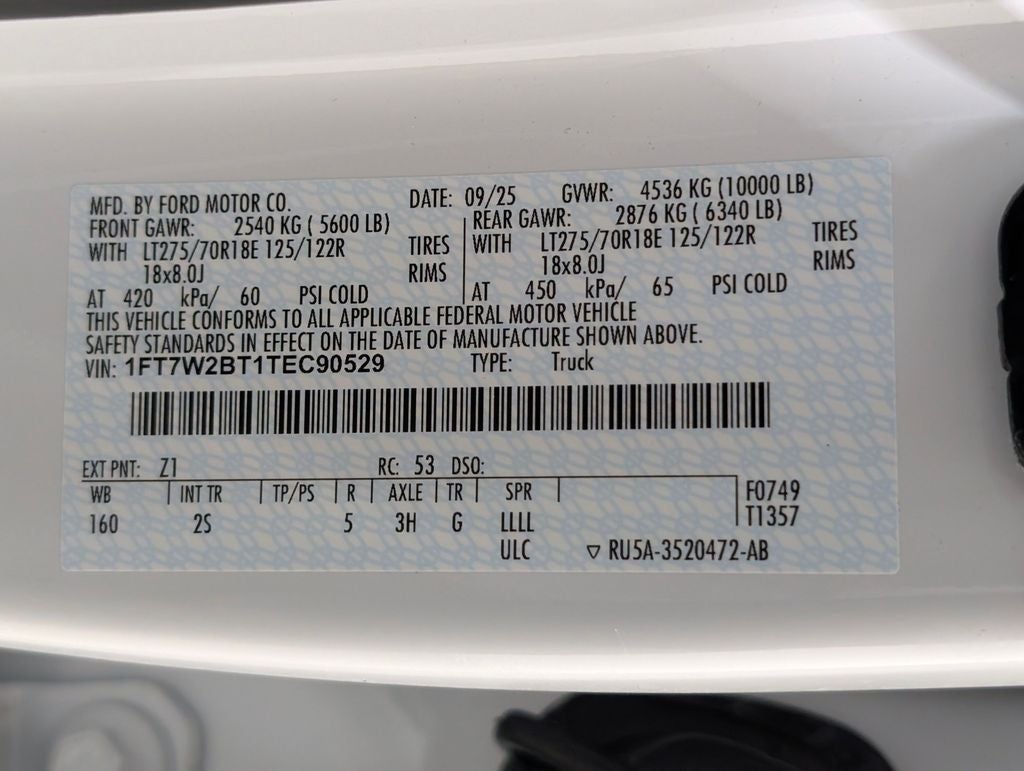 MFD. BY FORD MOTOR CO. DATE: 09/25 GVWR: 4536 KG (10000 LB)
FRONT GAWR: 2540 KG ( 5600 LB) REAR GAWR: 2876 KG ( 6340 LB)
WITH LT275/70R18E 125/122R TIRES WITH LT275/70R18E 125/122R TIRES
18x8.0J RIMS 18x8.0J RIMS
AT 420 kPa/ 60 PSI COLD AT 450 kPa/ 65 PSI COLD
THIS VEHICLE CONFORMS TO ALL APPLICABLE FEDERAL MOTOR VEHICLE
SAFETY STANDARDS IN EFFECT ON THE DATE OF MANUFACTURE SHOWN ABOVE.
VIN: 1FT7W2BT1TEC90529 TYPE: Truck
EXT PNT: Z1 RC: 53 DSO:
WB INT TR TP/PS R AXLE TR SPR F0749
160 2S 5 3H G LLLL T1357
ULC ▽ RU5A-3520472-AB